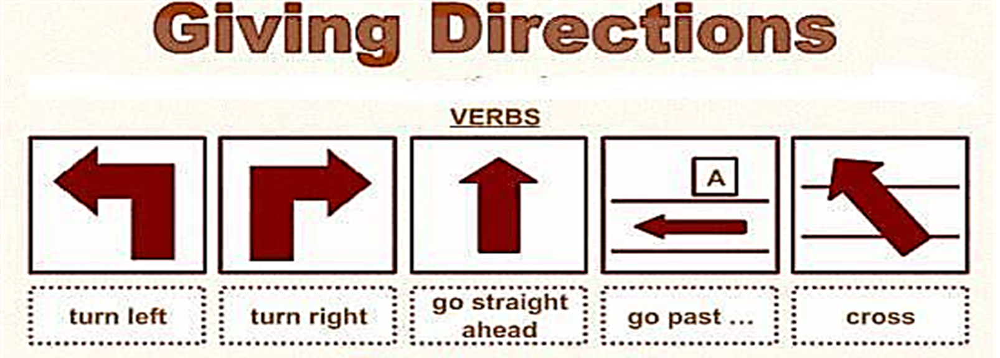 Giving Directions
VERBS
A
turn left
turn right
go straight
ahead
go past ...
cross